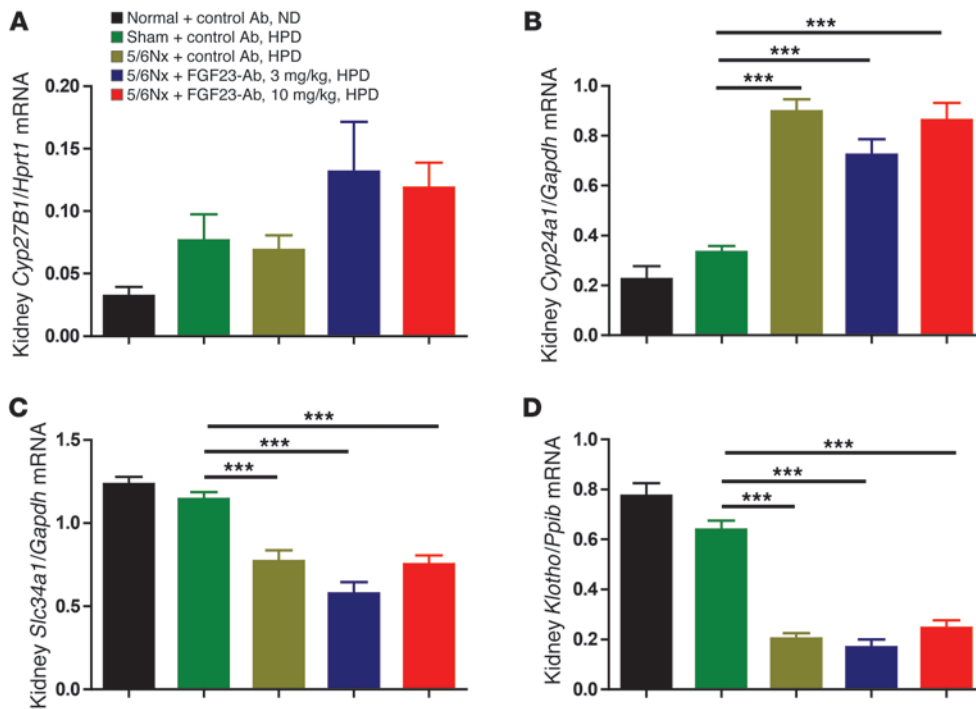 A
Normal + control Ab, ND
Sham + control Ab, HPD
5/6Nx + control Ab, HPD
5/6Nx + FGF23-Ab, 3 mg/kg, HPD
5/6Nx + FGF23-Ab, 10 mg/kg, HPD
Kidney Cyp27B1/Hprt1 mRNA
0.20
0.15
0.10
0.05
0.00
B
Kidney Cyp24a1/Gapdh mRNA
1.0
0.8
0.6
0.4
0.2
0.0
***
***
***
C
Kidney Slc34a1/Gapdh mRNA
1.5
1.0
0.5
0.0
***
***
***
D
Kidney Klotho/Ppib mRNA
1.0
0.8
0.6
0.4
0.2
0.0
***
***
***